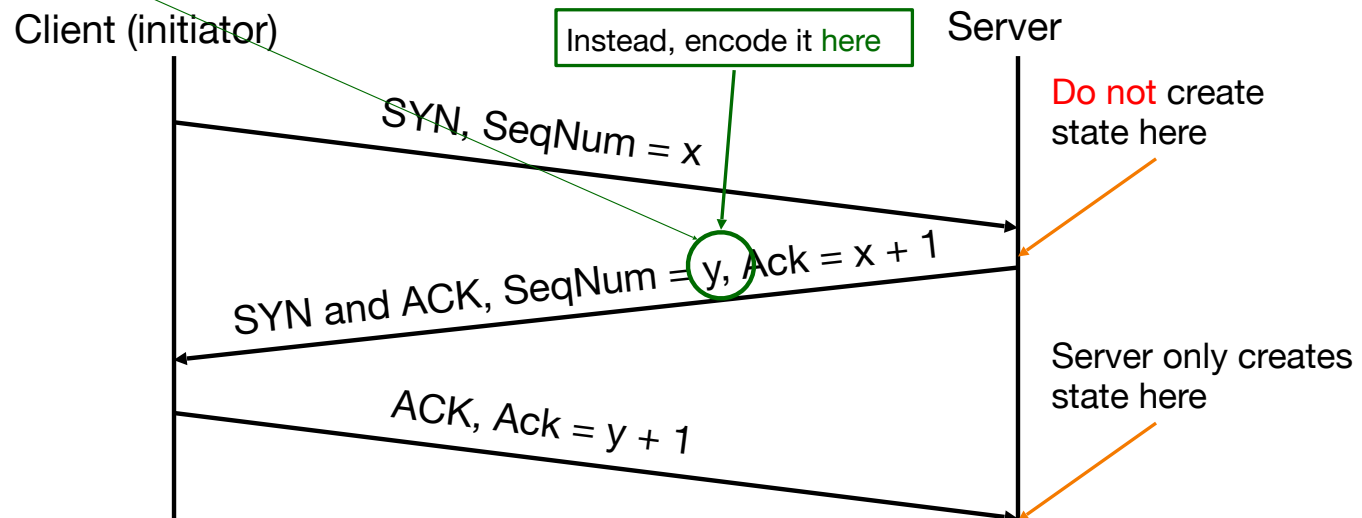 Client (initiator)
Instead, encode it here
Server
Do not create
state here
SYN, SeqNum = x
SYN and ACK, SeqNum = y, Ack = x + 1
Server only creates
state here
ACK, Ack = y + 1